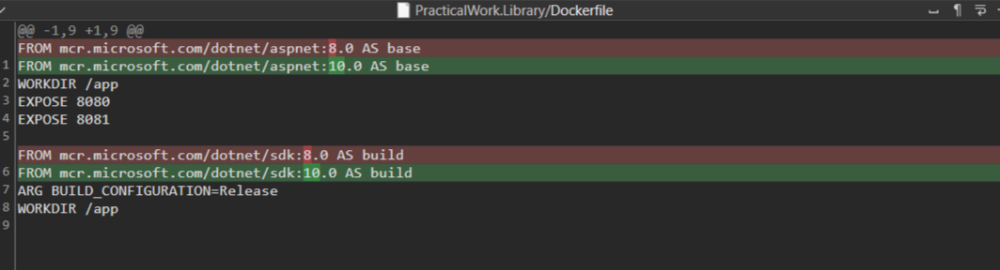 PracticalWork.Library/Dockerfile
@@ -1,9 +1,9 @@
FROM mcr.microsoft.com/dotnet/aspnet:8.0 AS base
1 FROM mcr.microsoft.com/dotnet/aspnet:10.0 AS base
2 WORKDIR /app
3 EXPOSE 8080
4 EXPOSE 8081
5
FROM mcr.microsoft.com/dotnet/sdk:8.0 AS build
6 FROM mcr.microsoft.com/dotnet/sdk:10.0 AS build
7 ARG BUILD_CONFIGURATION=Release
8 WORKDIR /app
9